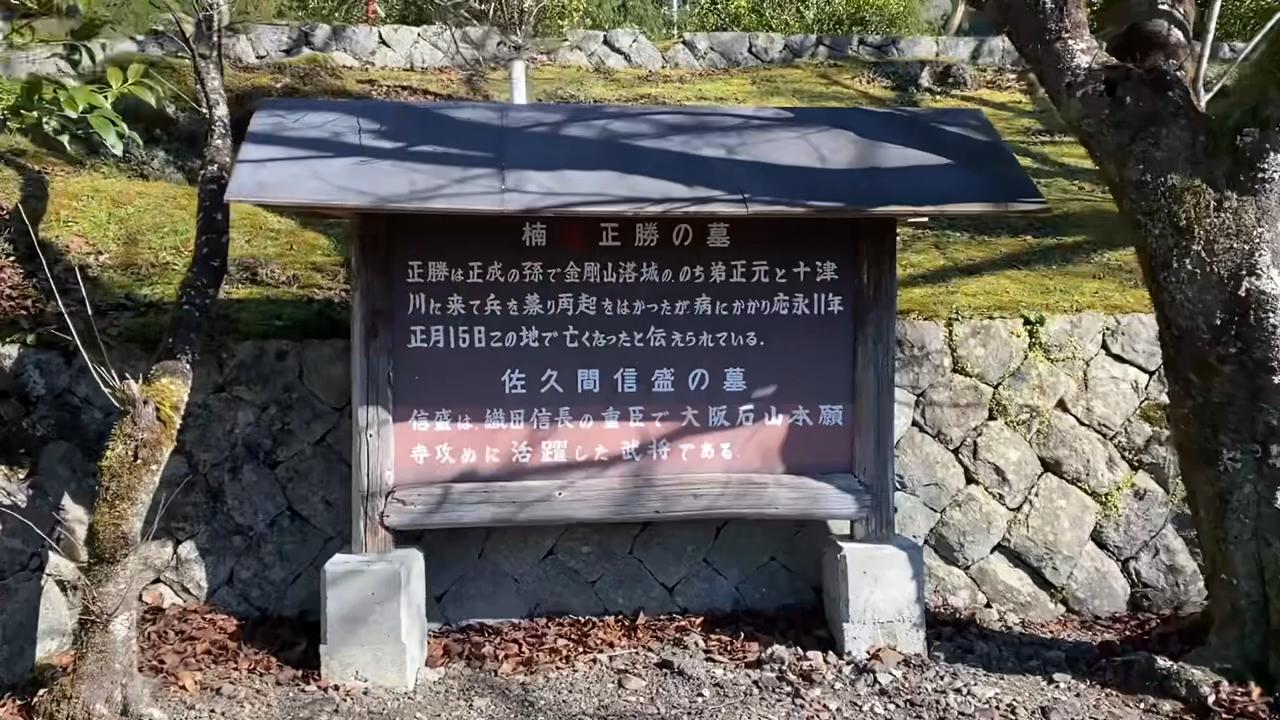 楠 正勝の墓
正勝は正成の孫で金剛山落城の、のち弟正元と十津
川に来て兵を募り再起をはかったが、病にかかり応永11年
正月15日この地で亡くなったと伝えられている.
佐久間信盛の墓
信盛は、織田信長の重臣で大阪石山本願
寺攻めに活躍した武将である.